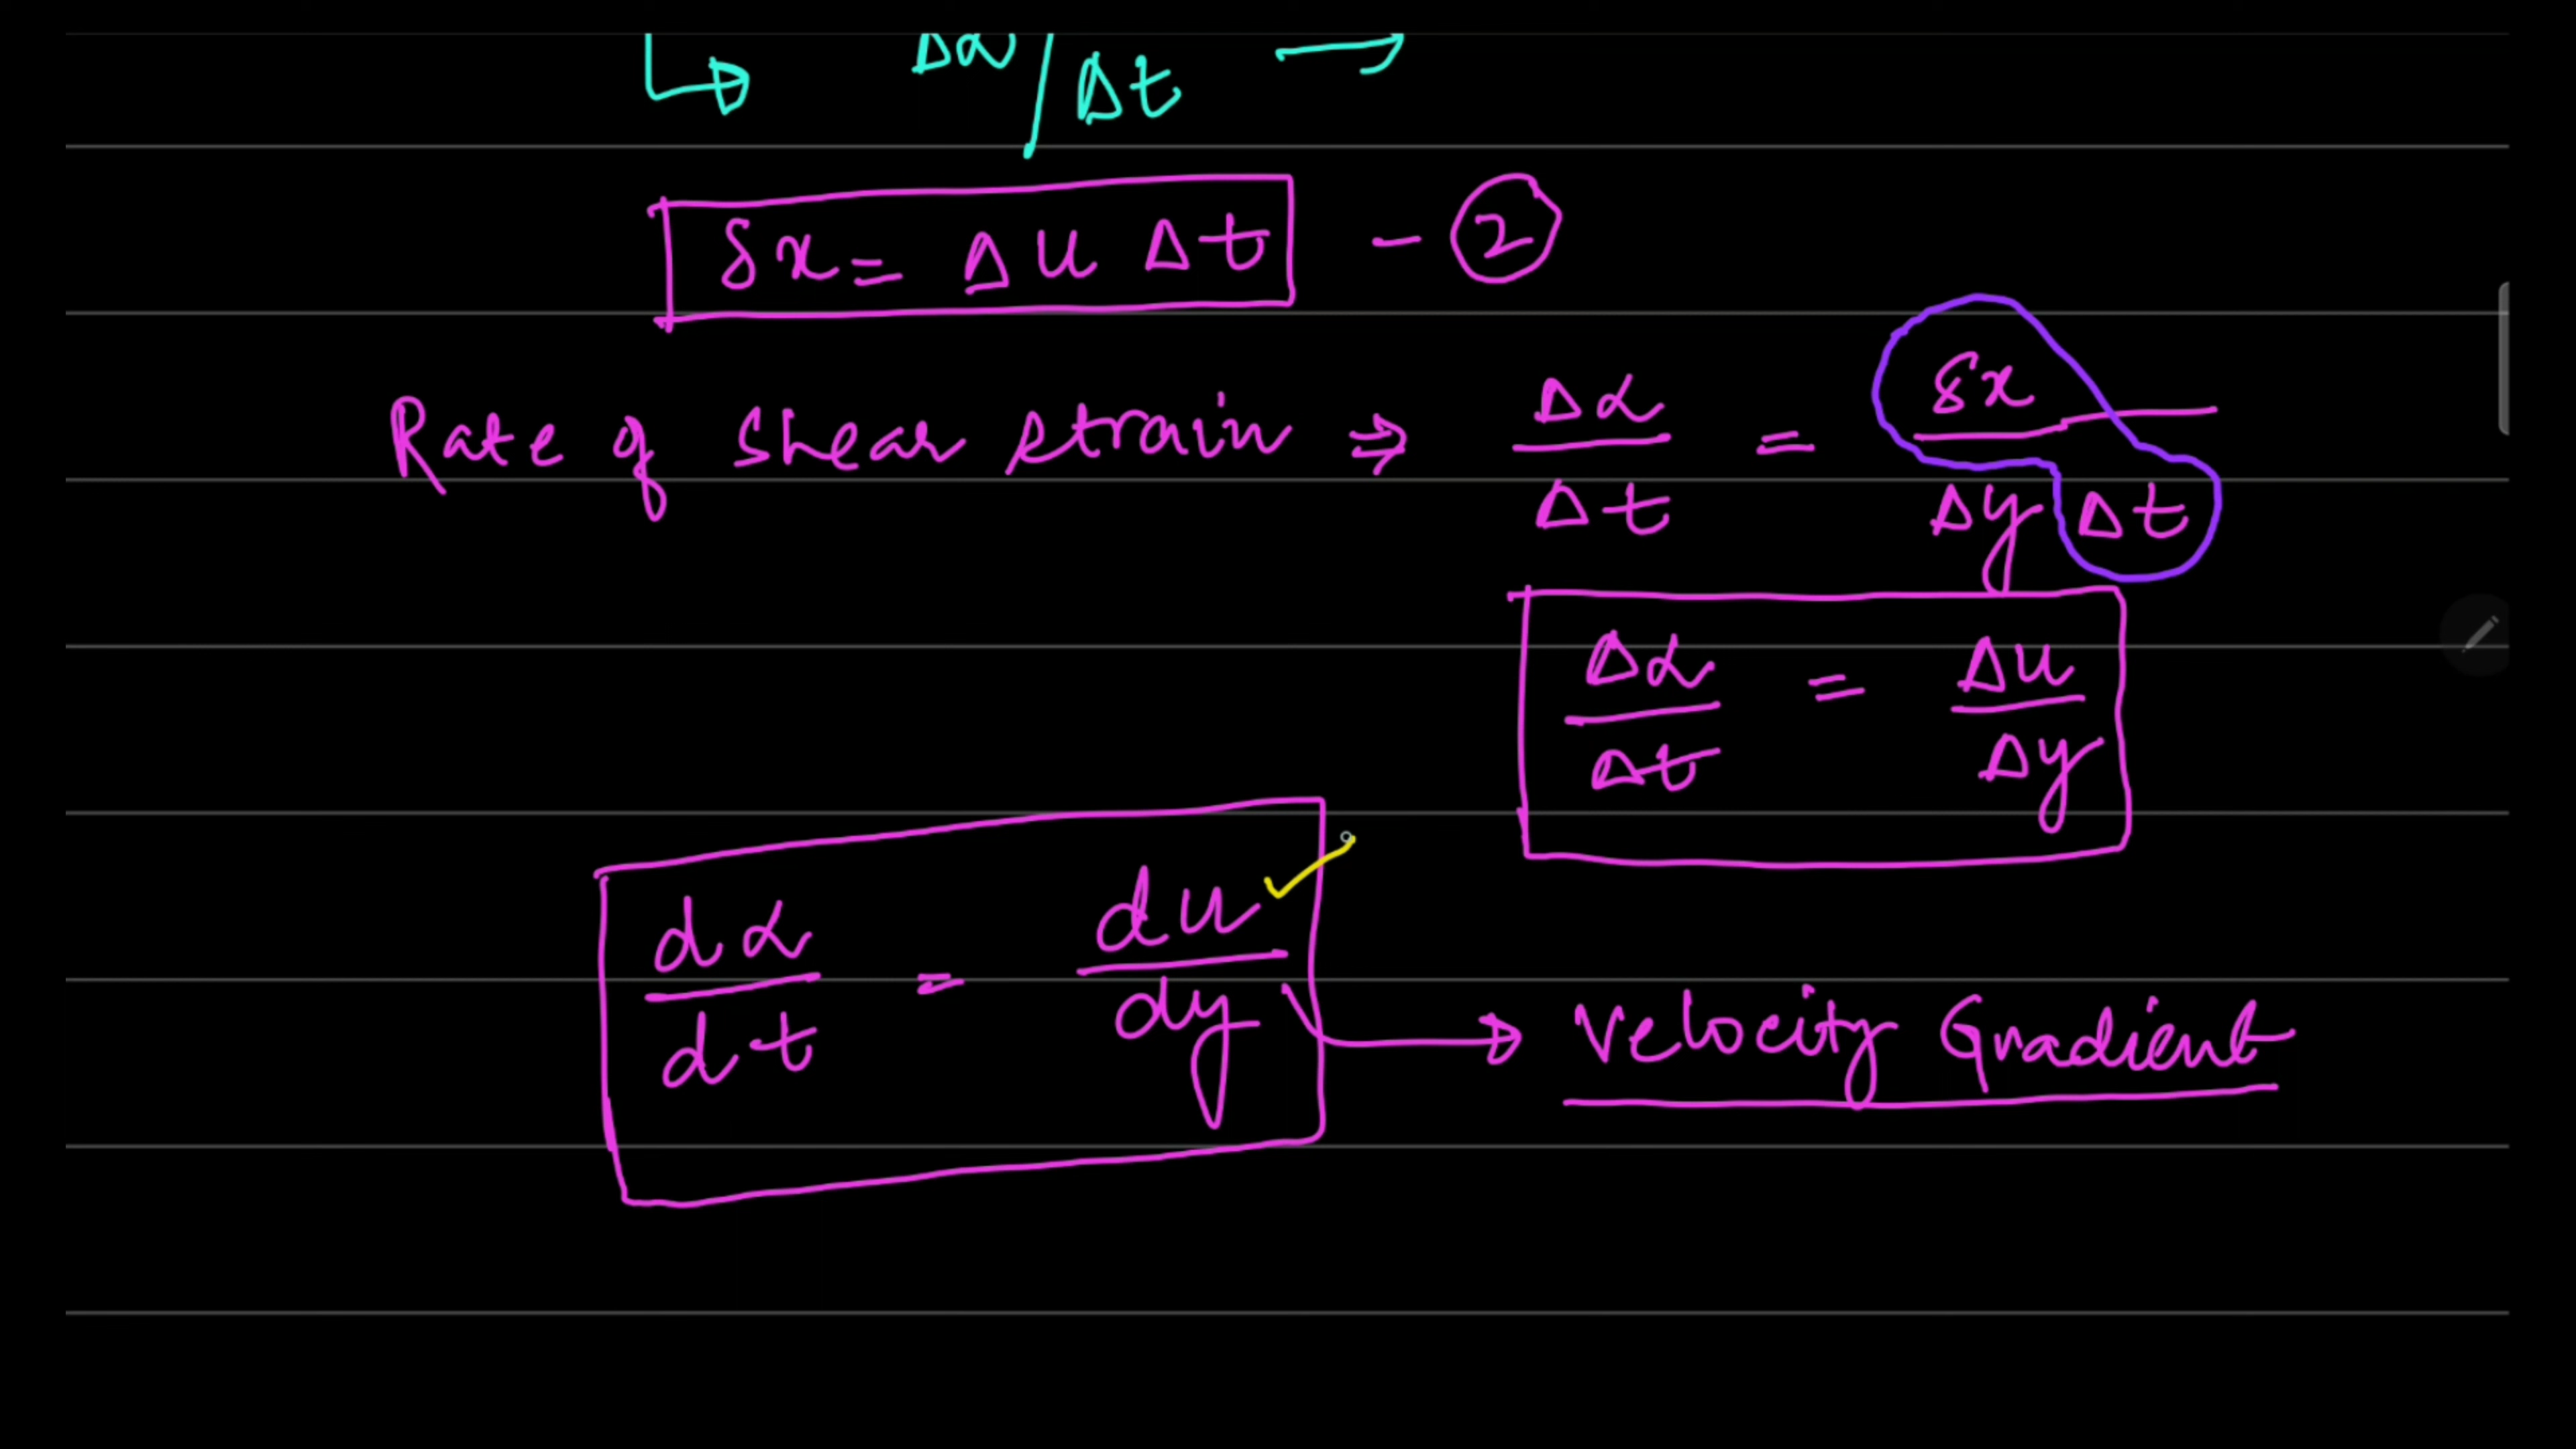 Δα/Δt →
δx = Δu Δt - 2
Rate of shear strain ⇒ Δα/Δt = δx/Δy Δt
Δα/Δt = Δu/Δy
dα/dt = du/dy → Velocity Gradient